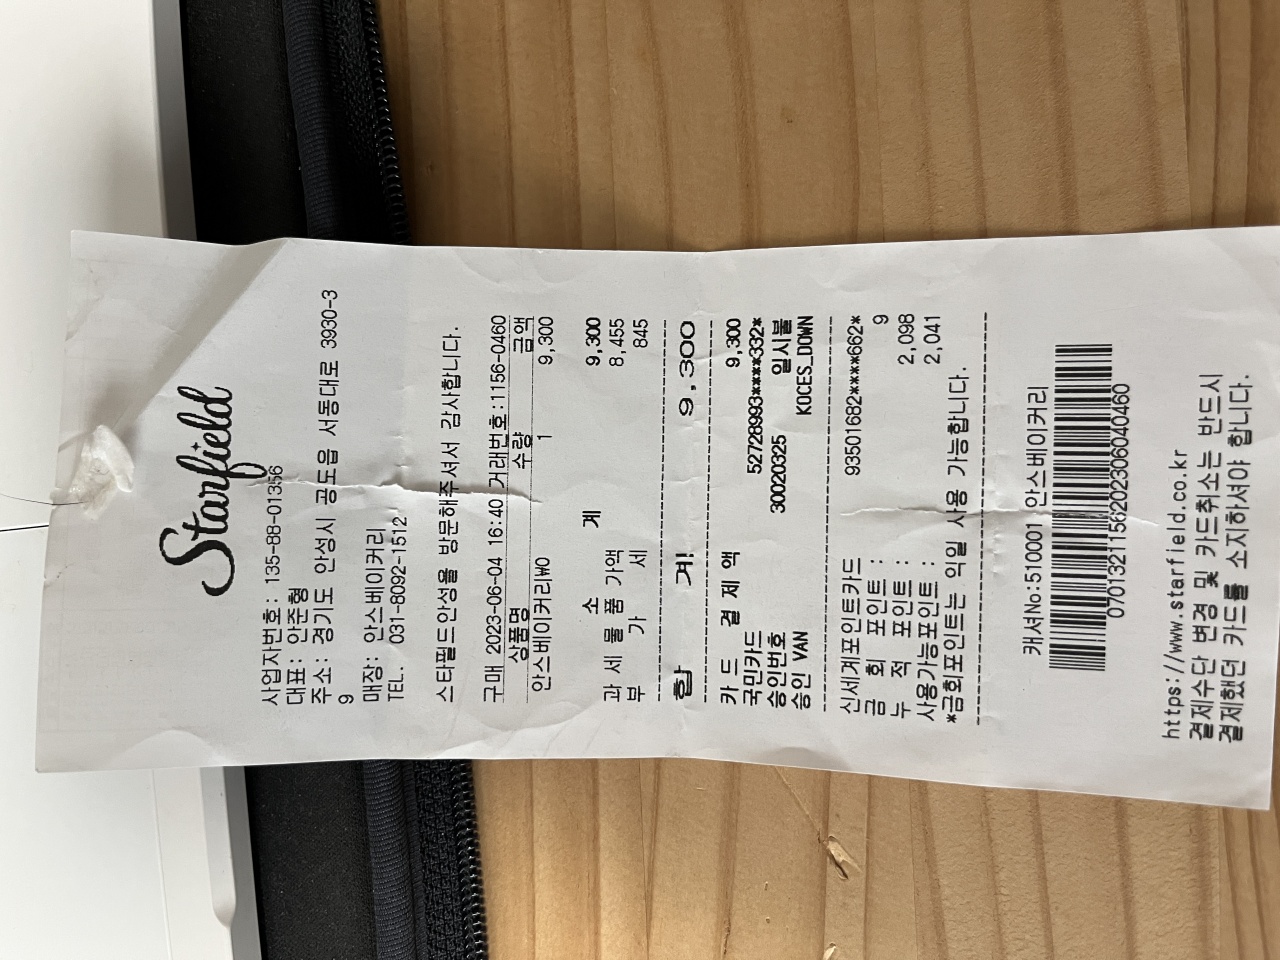 Starfield
사업자번호: 135-88-01356
대표: 안준형
주소: 경기도 안성시 공도읍 서동대로 3930-3
9
매장: 안스베이커리
TEL. 031-8092-1512
스타필드안성을 방문해주셔서 감사합니다.
구매 2023-06-04 16:40 거래번호:1156-0460
상품명 수량 금액
안스베이커리WO 1 9,300
소 계 9,300
과 세 물 품 가액 8,455
부 가 세 845
합 계 9,300
카 드 결 제 액 9,300
국민카드 52728993****332*
승인번호 30020325 일시불
승인 VAN KOCES_DOWN
신세계포인트카드 93501682****662*
금 회 포인트 : 9
누 적 포인트 : 2,098
사용가능포인트 : 2,041
*금회포인트는 익일 사용 가능합니다.
캐셔No:510001 안스베이커리
0701321156202306040460
https://www.starfield.co.kr
결제수단 변경 및 카드취소는 반드시
결제했던 카드를 소지하셔야 합니다.